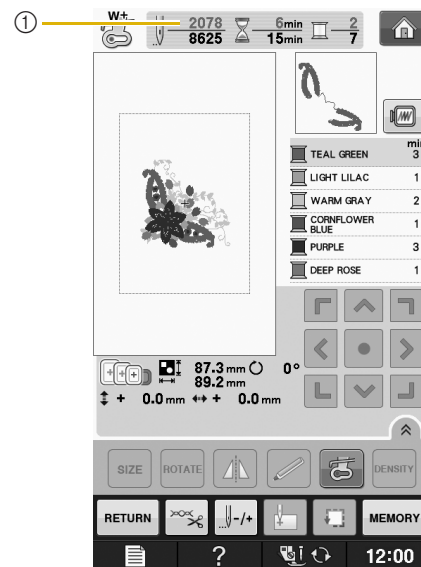 ① W+ 2078 6min 2
8625 15min 7
min
TEAL GREEN 3
LIGHT LILAC 1
WARM GRAY 2
CORNFLOWER
BLUE 1
PURPLE 3
DEEP ROSE 1
87.3 mm 0°
89.2 mm
+ 0.0 mm + 0.0 mm
SIZE ROTATE DENSITY
RETURN -/+ MEMORY
? 12:00